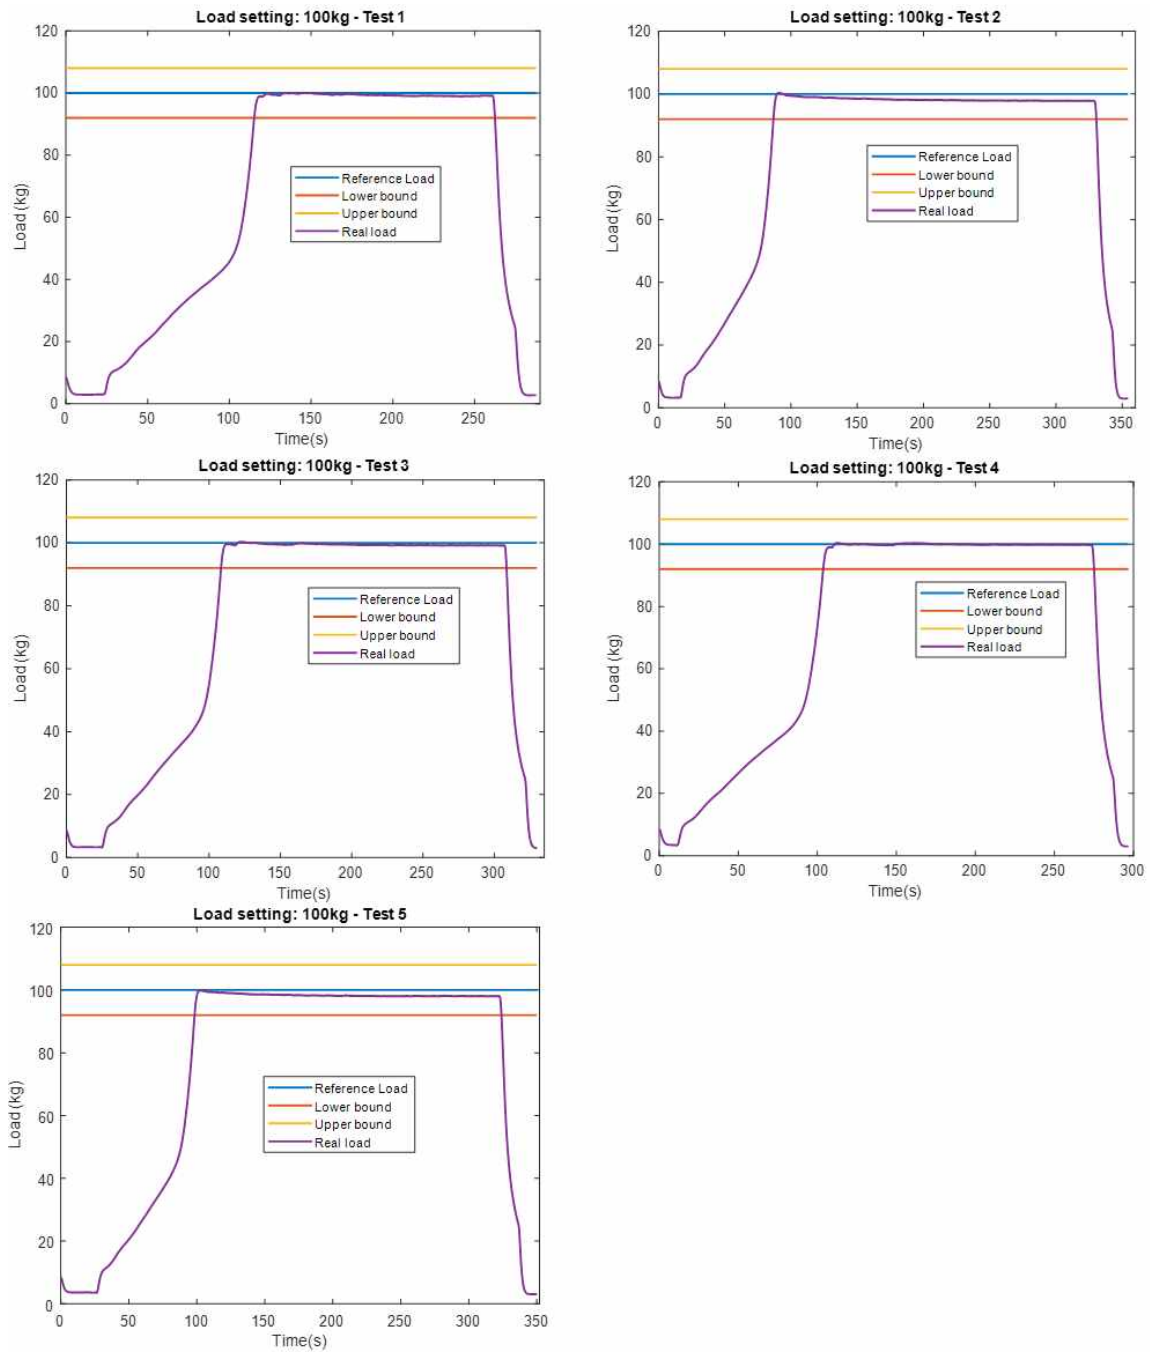 Load setting: 100kg - Test 1
120
100
80
60
40
20
0
Load (kg)
Reference Load
Lower bound
Upper bound
Real load
0 50 100 150 200 250
Time(s)
Load setting: 100kg - Test 2
120
100
80
60
40
20
0
Load (kg)
Reference Load
Lower bound
Upper bound
Real load
0 50 100 150 200 250 300 350
Time(s)
Load setting: 100kg - Test 3
120
100
80
60
40
20
0
Load (kg)
Reference Load
Lower bound
Upper bound
Real load
0 50 100 150 200 250 300
Time(s)
Load setting: 100kg - Test 4
120
100
80
60
40
20
0
Load (kg)
Reference Load
Lower bound
Upper bound
Real load
0 50 100 150 200 250 300
Time(s)
Load setting: 100kg - Test 5
120
100
80
60
40
20
0
Load (kg)
Reference Load
Lower bound
Upper bound
Real load
0 50 100 150 200 250 300 350
Time(s)